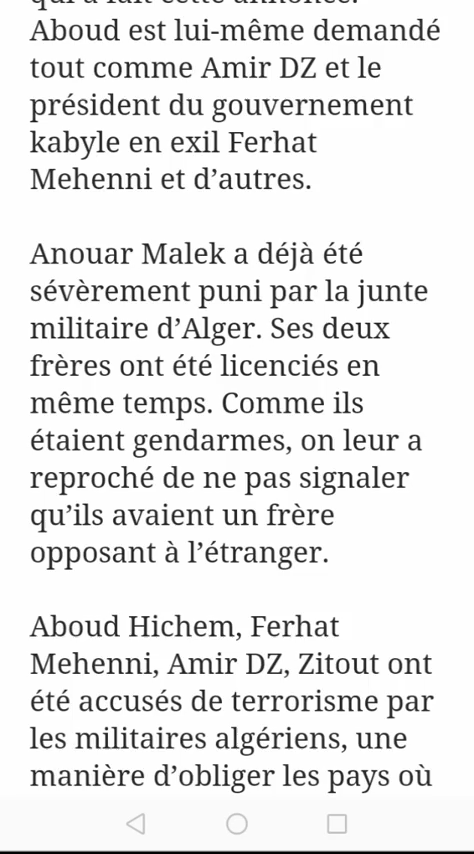 Aboud est lui-même demandé
tout comme Amir DZ et le
président du gouvernement
kabyle en exil Ferhat
Mehenni et d’autres.
Anouar Malek a déjà été
sévèrement puni par la junte
militaire d’Alger. Ses deux
frères ont été licenciés en
même temps. Comme ils
étaient gendarmes, on leur a
reproché de ne pas signaler
qu’ils avaient un frère
opposant à l’étranger.
Aboud Hichem, Ferhat
Mehenni, Amir DZ, Zitout ont
été accusés de terrorisme par
les militaires algériens, une
manière d’obliger les pays où